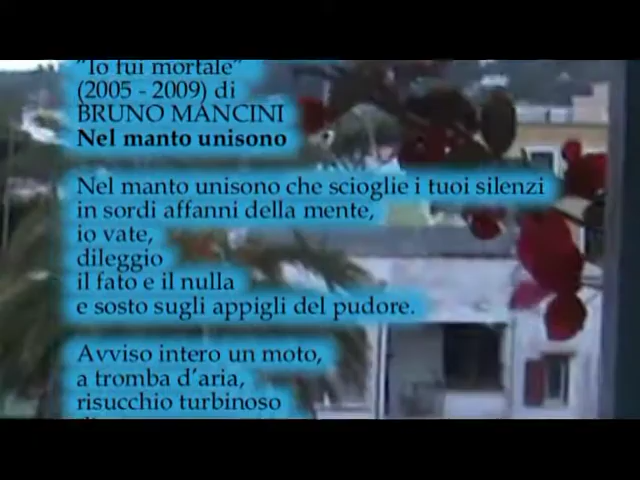 “Io fui mortale”
(2005 - 2009) di
BRUNO MANCINI
Nel manto unisono
Nel manto unisono che scioglie i tuoi silenzi
in sordi affanni della mente,
io vate,
dileggio
il fato e il nulla
e sosto sugli appigli del pudore.
Avviso intero un moto,
a tromba d’aria,
risucchio turbinoso